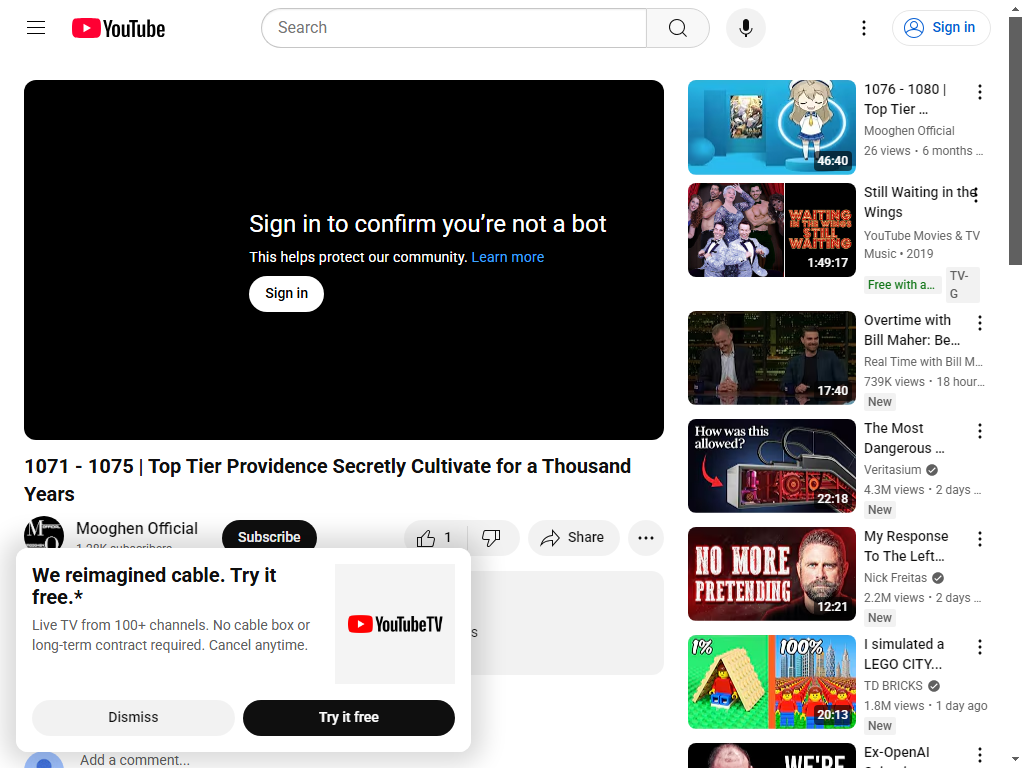 YouTube
Search
Sign in
Sign in to confirm you’re not a bot
This helps protect our community. Learn more
Sign in
1071 - 1075 | Top Tier Providence Secretly Cultivate for a Thousand
Years
Mooghen Official
Subscribe
1
Share
We reimagined cable. Try it
free.*
Live TV from 100+ channels. No cable box or
long-term contract required. Cancel anytime.
YouTubeTV
Dismiss
Try it free
Add a comment...
46:40
1076 - 1080 |
Top Tier ...
Mooghen Official
26 views • 6 months ...
WAITING
IN THE WINGS
STILL
WAITING
1:49:17
Still Waiting in the
Wings
YouTube Movies & TV
Music • 2019
Free with a...
TV-
G
17:40
Overtime with
Bill Maher: Be...
Real Time with Bill M...
739K views • 18 hour...
New
How was this
allowed?
22:18
The Most
Dangerous ...
Veritasium
4.3M views • 2 days ...
New
NO MORE
PRETENDING
12:21
My Response
To The Left...
Nick Freitas
2.2M views • 2 days ...
New
1%
100%
20:13
I simulated a
LEGO CITY...
TD BRICKS
1.8M views • 1 day ago
New
WE'RE
Ex-OpenAI